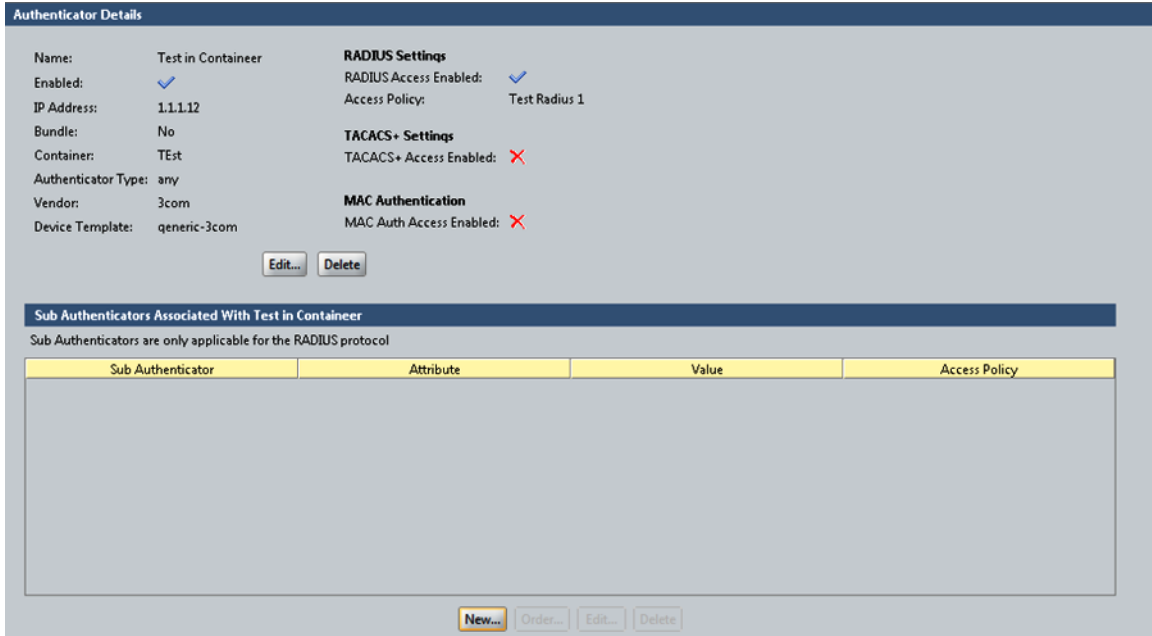 Authenticator Details
Name: Test in Containeer
Enabled:
IP Address: 1.1.1.12
Bundle: No
Container: TEst
Authenticator Type: any
Vendor: 3com
Device Template: generic-3com
RADIUS Settings
RADIUS Access Enabled:
Access Policy: Test Radius 1
TACACS+ Settings
TACACS+ Access Enabled:
MAC Authentication
MAC Auth Access Enabled:
Edit... Delete
Sub Authenticators Associated With Test in Containeer
Sub Authenticators are only applicable for the RADIUS protocol
Sub Authenticator Attribute Value Access Policy
New... Order... Edit... Delete